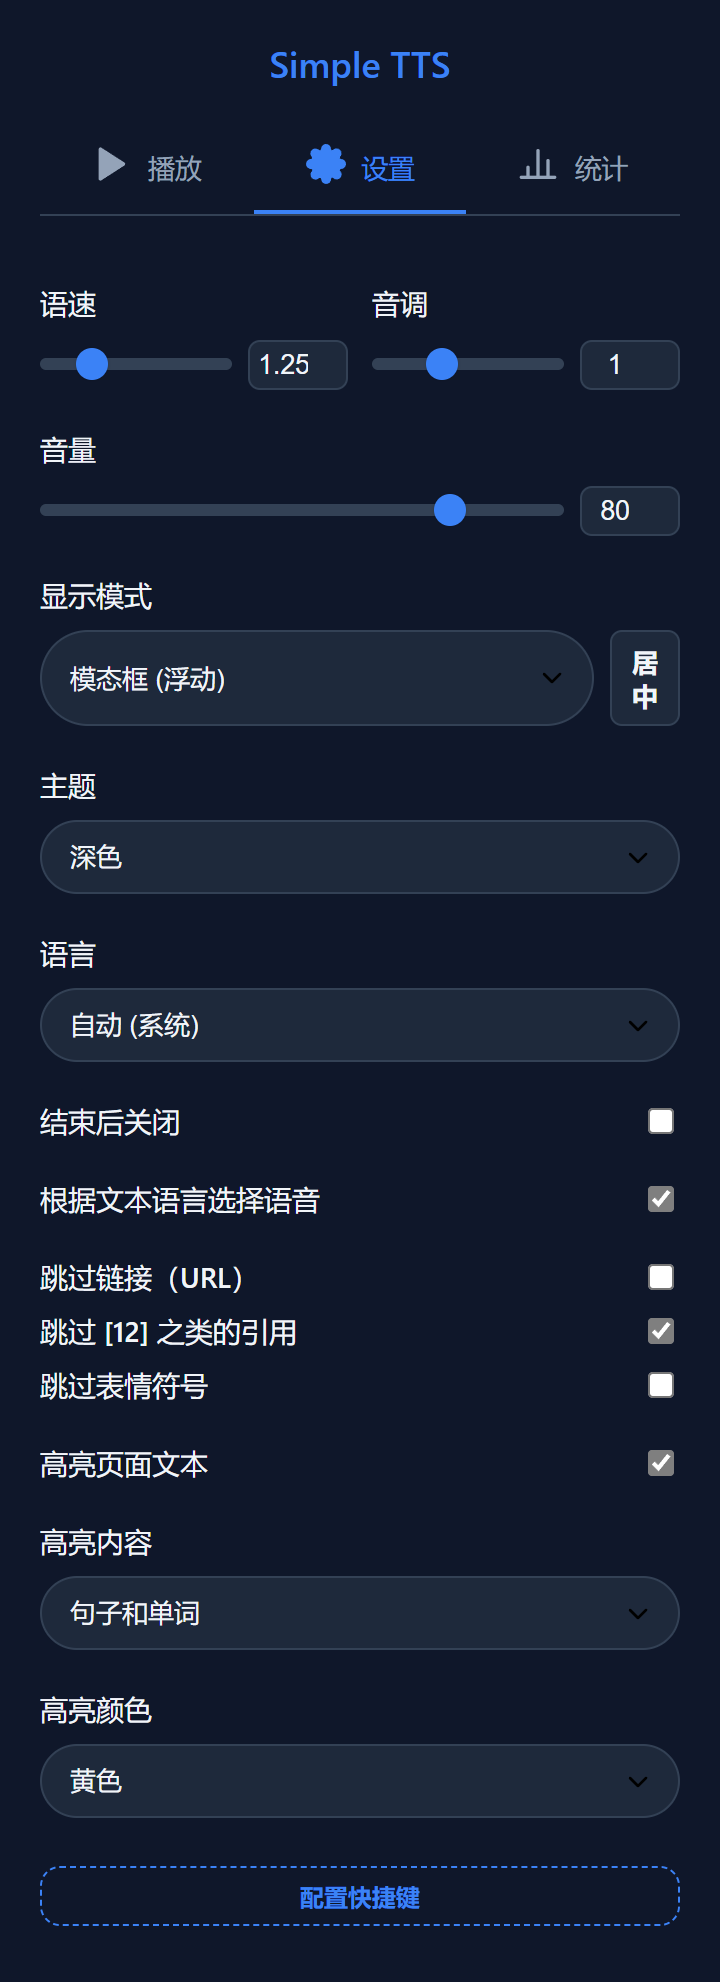 Simple TTS
播放
设置
统计
语速
音调
1.25
1
音量
80
显示模式
模态框 (浮动)
居
中
主题
深色
语言
自动 (系统)
结束后关闭
根据文本语言选择语音
跳过链接（URL）
跳过 [12] 之类的引用
跳过表情符号
高亮页面文本
高亮内容
句子和单词
高亮颜色
黄色
配置快捷键